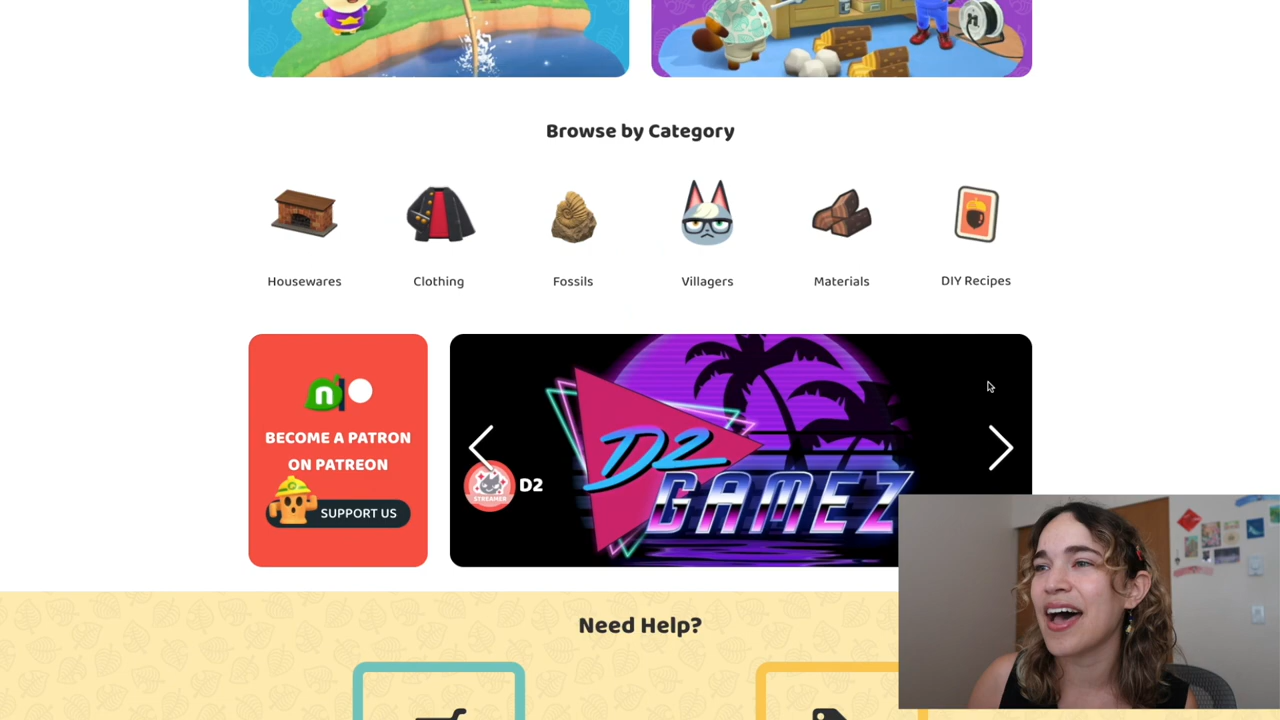 Browse by Category
Housewares
Clothing
Fossils
Villagers
Materials
DIY Recipes
n
BECOME A PATRON
ON PATREON
SUPPORT US
STREAMER
D2
D2
GAMEZ
Need Help?